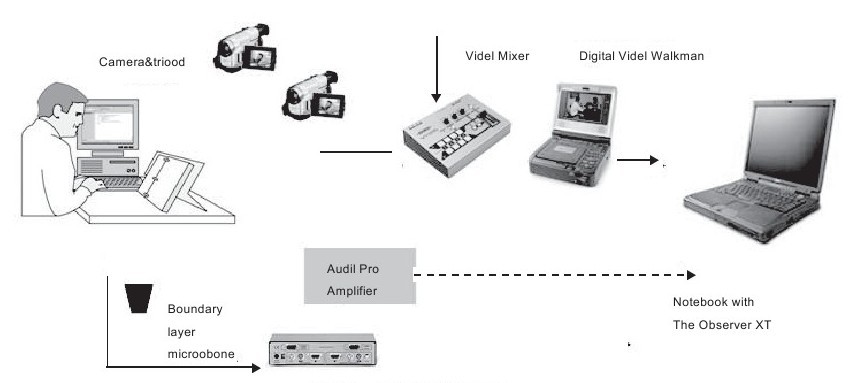 Camera&triood
Videl Mixer
Digital Videl Walkman
Audil Pro
Amplifier
Boundary
layer
microobone
Notebook with
The Observer XT